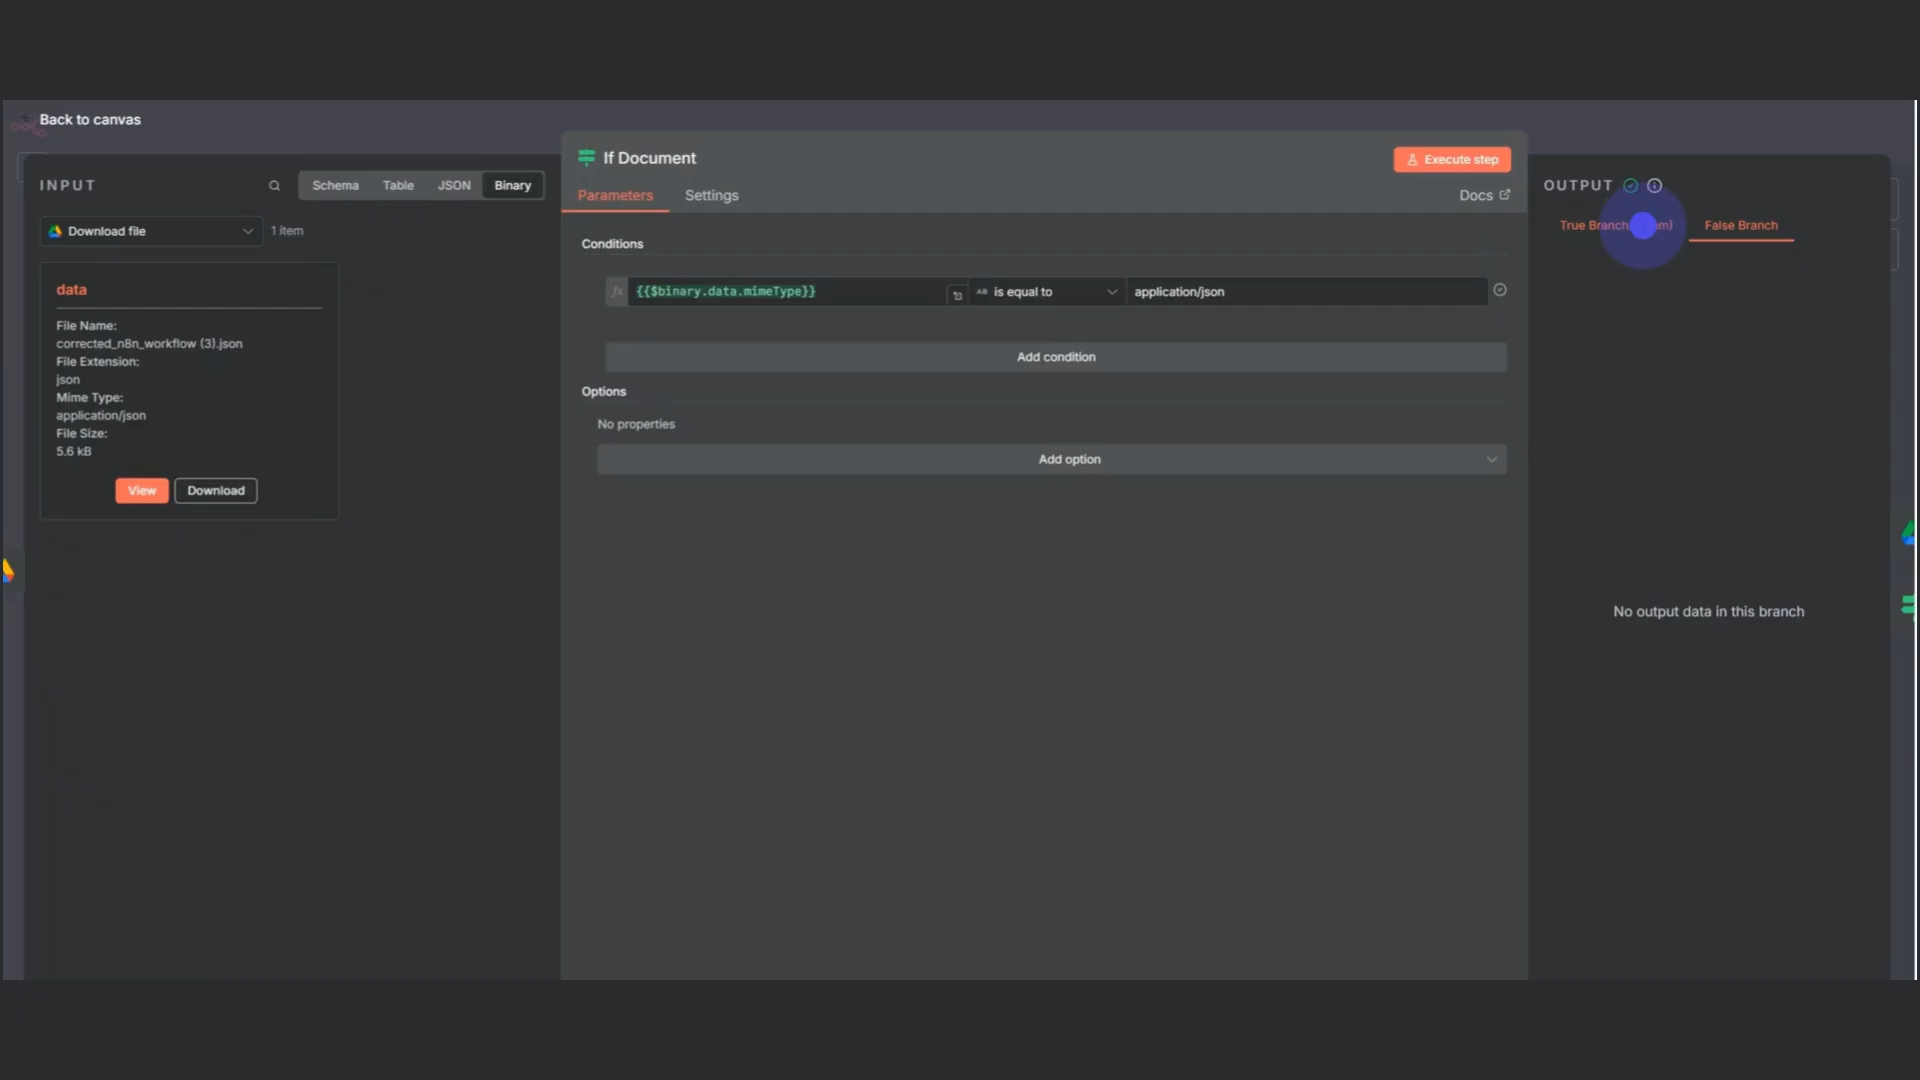 Back to canvas
INPUT
Schema Table JSON Binary
Download file
1 item
data
File Name:
corrected_n8n_workflow (3).json
File Extension:
json
Mime Type:
application/json
File Size:
5.6 kB
View Download
If Document
Execute step
Parameters Settings
Docs
Conditions
fx {{$binary.data.mimeType}} AB is equal to application/json
Add condition
Options
No properties
Add option
OUTPUT
True Branch
False Branch
No output data in this branch